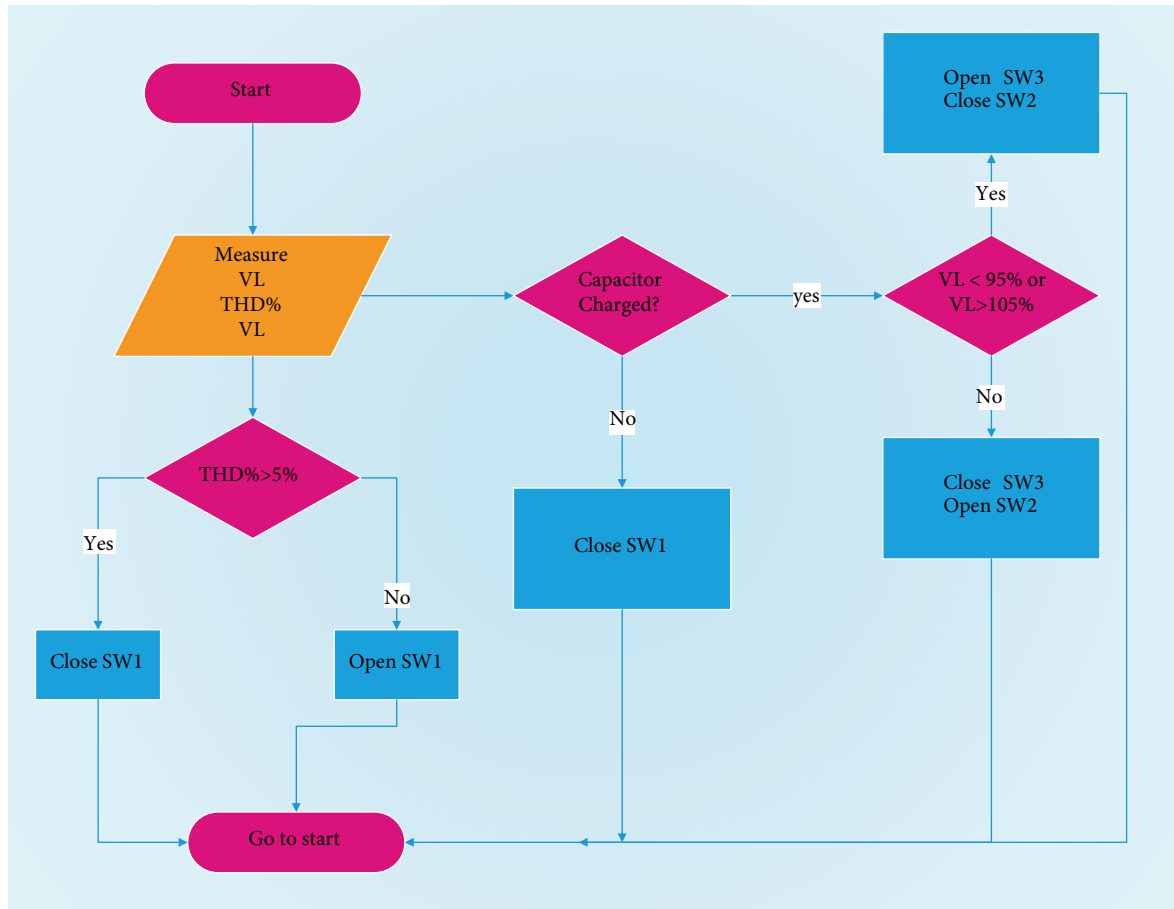 Start
Measure
VL
THD%
VL
THD%>5%
Yes
No
Close SW1
Open SW1
Go to start
Capacitor
Charged?
yes
No
Close SW1
VL < 95% or
VL>105%
Yes
Open SW3
Close SW2
No
Close SW3
Open SW2